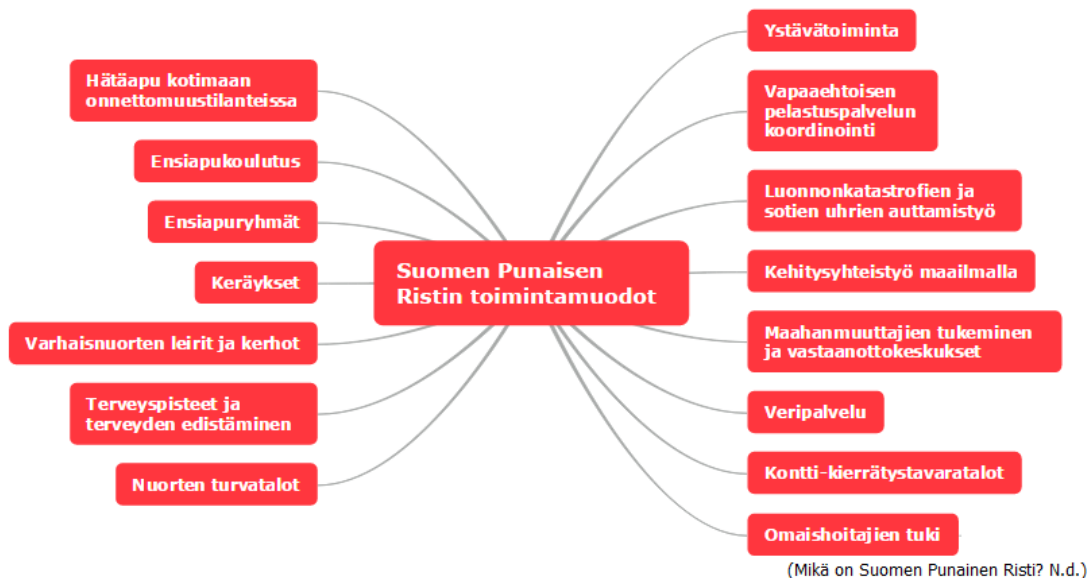 Suomen Punaisen
Ristin toimintamuodot
Hätäapu kotimaan
onnettomuustilanteissa
Ensiapukoulutus
Ensiapuryhmät
Keräykset
Varhaisnuorten leirit ja kerhot
Terveyspisteet ja
terveyden edistäminen
Nuorten turvatalot
Ystävätoiminta
Vapaaehtoisen
pelastuspalvelun
koordinointi
Luonnonkatastrofien ja
sotien uhrien auttamistyö
Kehitysyhteistyö maailmalla
Maahanmuuttajien tukeminen
ja vastaanottokeskukset
Veripalvelu
Kontti-kierrätystavaratalot
Omaishoitajien tuki
(Mikä on Suomen Punainen Risti? N.d.)